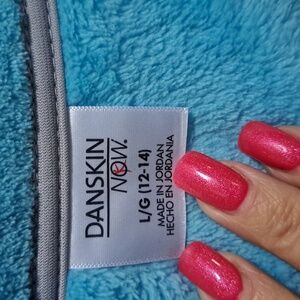 DANSKIN
NOW.
L/G (12-14)
MADE IN JORDAN
HECHO EN JORDANIA